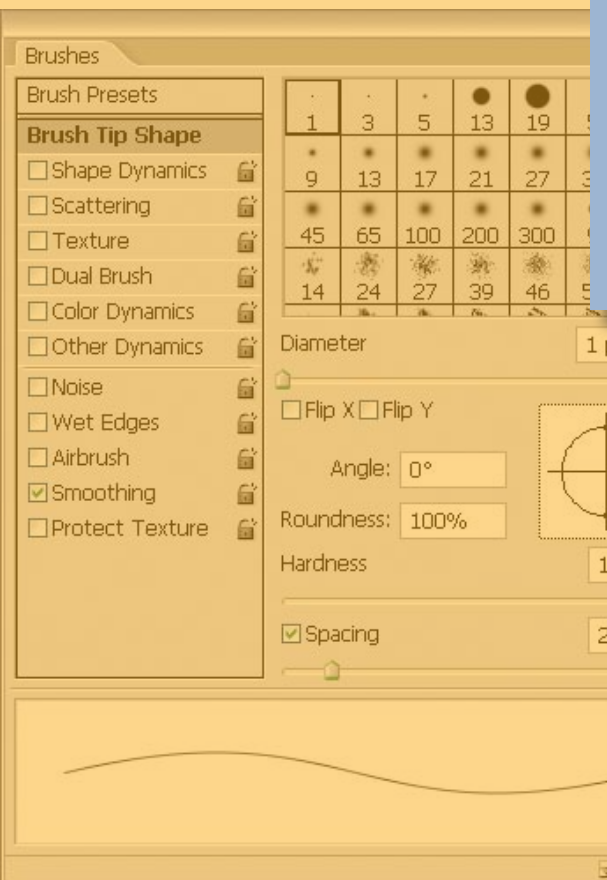 Brushes
Brush Presets
Brush Tip Shape
Shape Dynamics
Scattering
Texture
Dual Brush
Color Dynamics
Other Dynamics
Noise
Wet Edges
Airbrush
Smoothing
Protect Texture
1 3 5 13 19
9 13 17 21 27
45 65 100 200 300
14 24 27 39 46
Diameter 1
Flip X Flip Y
Angle: 0°
Roundness: 100%
Hardness
Spacing